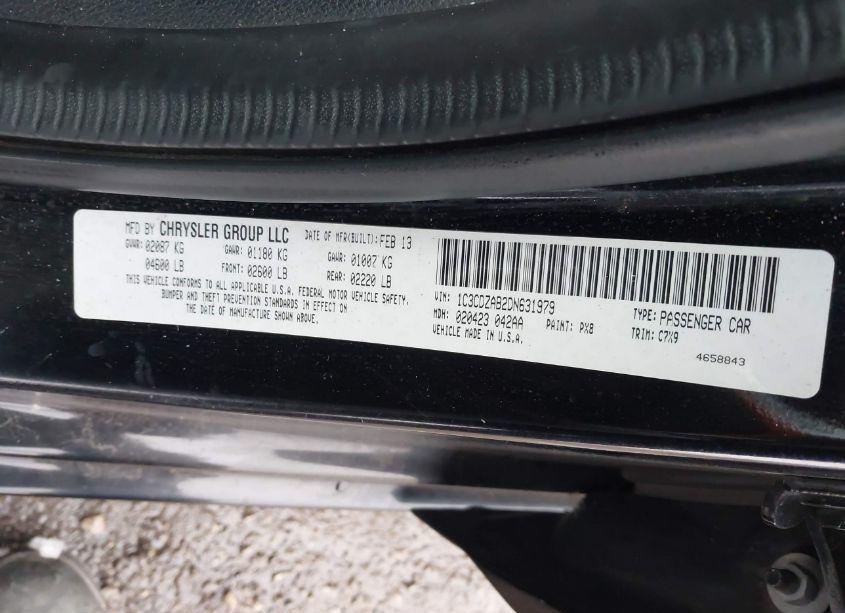 MFD BY CHRYSLER GROUP LLC DATE OF MFR(BUILT): FEB 13
GVWR: 02087 KG GAWR: 01180 KG GAWR: 01007 KG
04600 LB FRONT: 02600 LB REAR: 02220 LB
THIS VEHICLE CONFORMS TO ALL APPLICABLE U.S.A. FEDERAL MOTOR VEHICLE SAFETY,
BUMPER AND THEFT PREVENTION STANDARDS IN EFFECT ON
THE DATE OF MANUFACTURE SHOWN ABOVE.
VIN: 1C3CDZAB2DN631979 TYPE: PASSENGER CAR
MDH: 020423 042AA PAINT: PX8 TRIM: C7X9
VEHICLE MADE IN U.S.A.
4658843